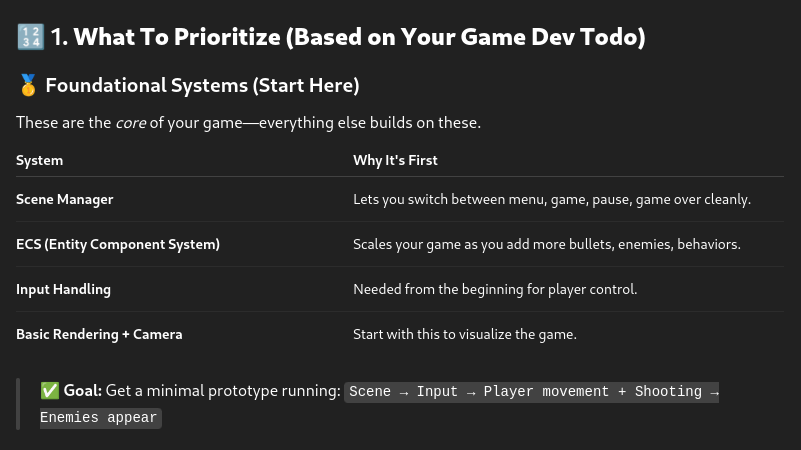 🔢 1. What To Prioritize (Based on Your Game Dev Todo)
🥇 Foundational Systems (Start Here)
These are the core of your game—everything else builds on these.
System Why It's First
Scene Manager Lets you switch between menu, game, pause, game over cleanly.
ECS (Entity Component System) Scales your game as you add more bullets, enemies, behaviors.
Input Handling Needed from the beginning for player control.
Basic Rendering + Camera Start with this to visualize the game.
✅ Goal: Get a minimal prototype running: Scene → Input → Player movement + Shooting →
Enemies appear